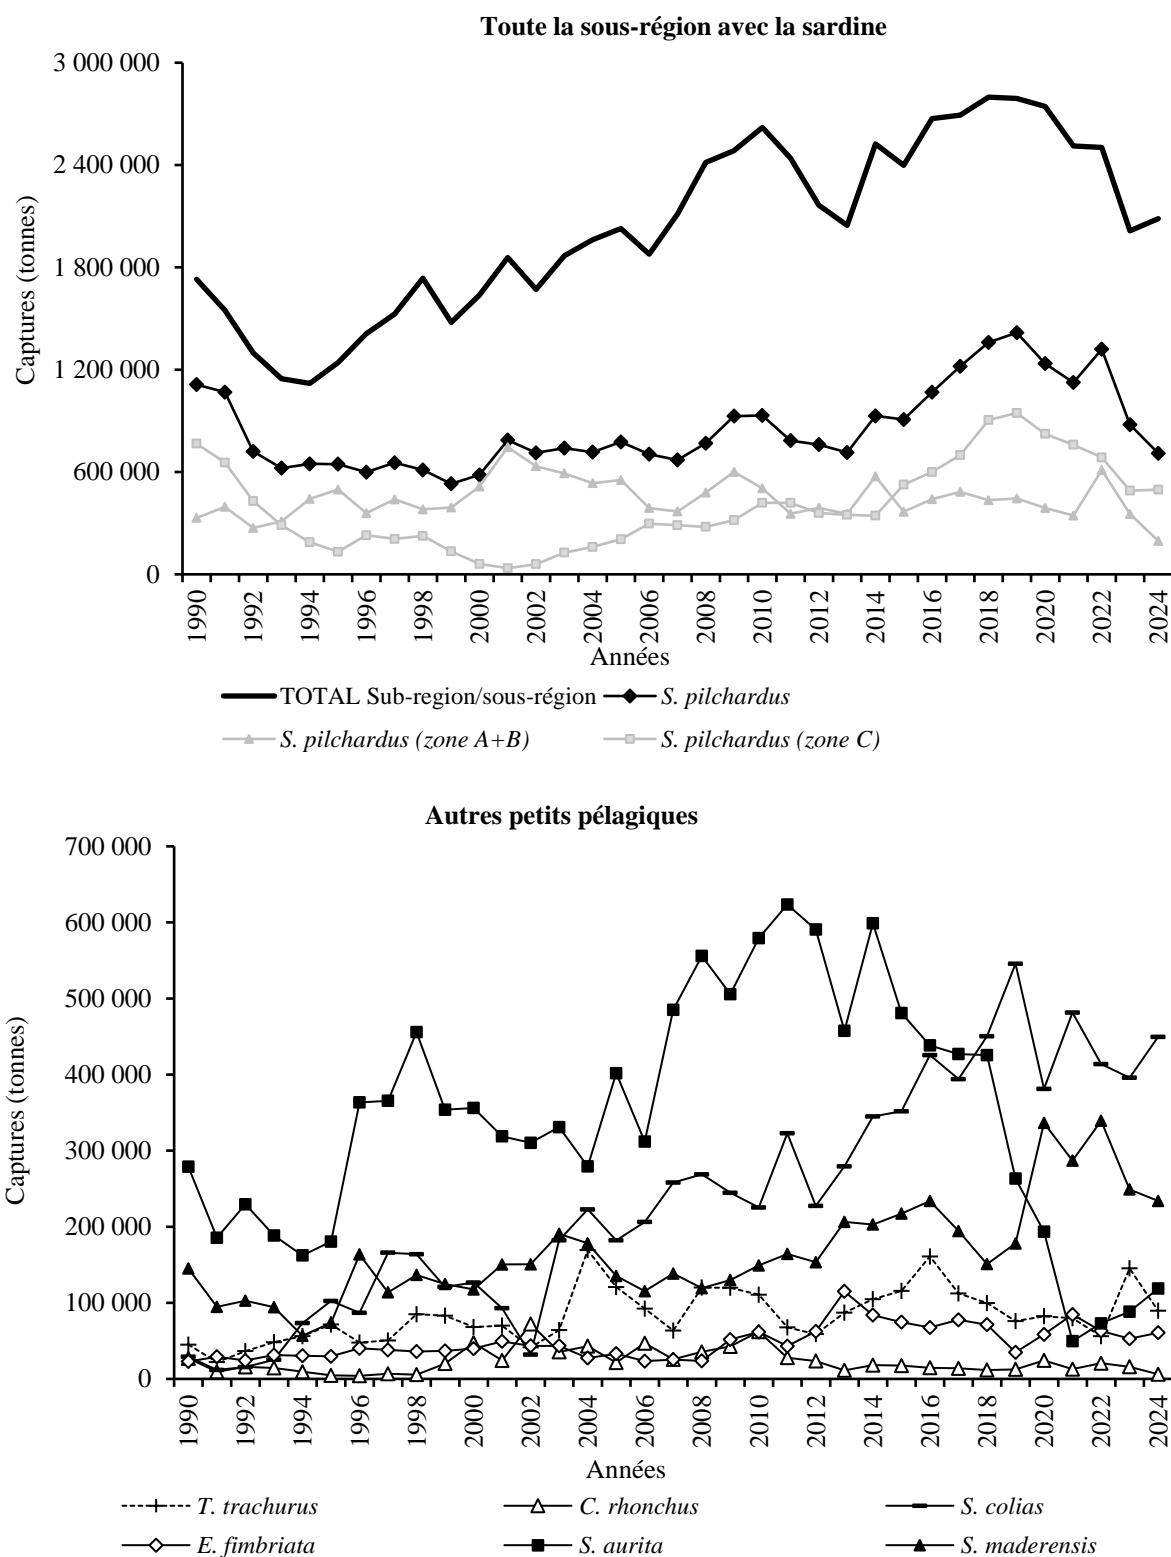 Toute la sous-région avec la sardine
3 000 000
2 400 000
1 800 000
1 200 000
600 000
0
Captures (tonnes)
1990 1992 1994 1996 1998 2000 2002 2004 2006 2008 2010 2012 2014 2016 2018 2020 2022 2024
Années
TOTAL Sub-region/sous-région S. pilchardus
S. pilchardus (zone A+B) S. pilchardus (zone C)
Autres petits pélagiques
700 000
600 000
500 000
400 000
300 000
200 000
100 000
0
Captures (tonnes)
1990 1992 1994 1996 1998 2000 2002 2004 2006 2008 2010 2012 2014 2016 2018 2020 2022 2024
Années
T. trachurus C. rhonchus S. colias
E. fimbriata S. aurita S. maderensis